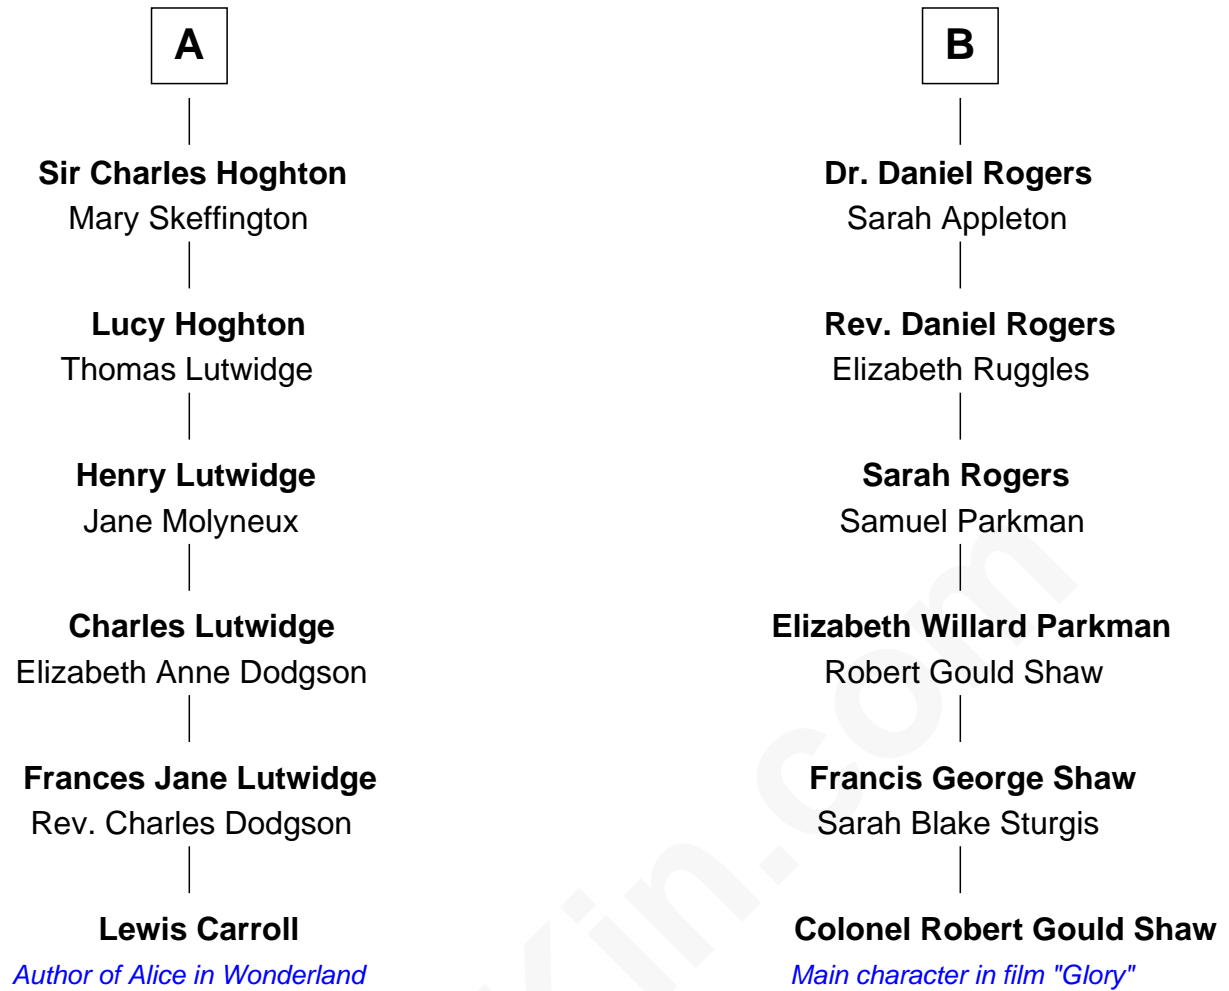 A
Sir Charles Hoghton
Mary Skeffington
Lucy Hoghton
Thomas Lutwidge
Henry Lutwidge
Jane Molyneux
Charles Lutwidge
Elizabeth Anne Dodgson
Frances Jane Lutwidge
Rev. Charles Dodgson
Lewis Carroll
Author of Alice in Wonderland
B
Dr. Daniel Rogers
Sarah Appleton
Rev. Daniel Rogers
Elizabeth Ruggles
Sarah Rogers
Samuel Parkman
Elizabeth Willard Parkman
Robert Gould Shaw
Francis George Shaw
Sarah Blake Sturgis
Colonel Robert Gould Shaw
Main character in film "Glory"
Kin.com